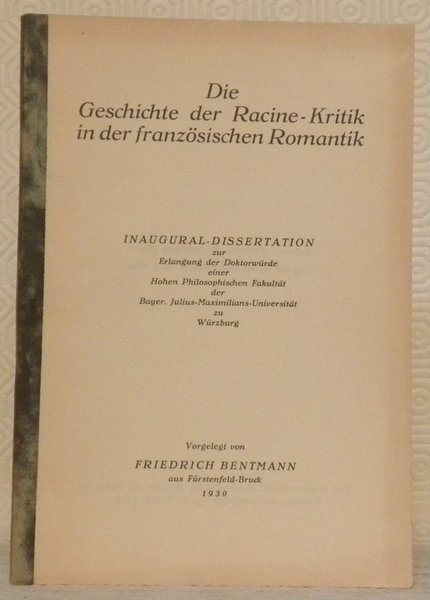 Die
Geschichte der Racine-Kritik
in der französischen Romantik
INAUGURAL-DISSERTATION
zur
Erlangung der Doktorwürde
einer
Hohen Philosophischen Fakultät
der
Bayer. Julius-Maximilians-Universität
zu
Würzburg
Vorgelegt von
FRIEDRICH BENTMANN
aus Fürstenfeld-Bruck
1930